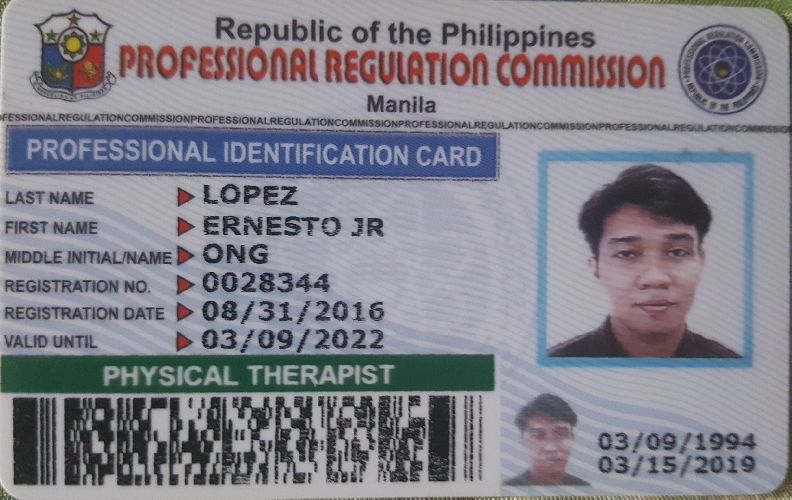 Republic of the Philippines
PROFESSIONAL REGULATION COMMISSION
Manila
OFESSIONALREGULATIONCOMMISSIONPROFESSIONALREGULATIONCOMMISSIONPROFESSIONALREGULATIONCOMMISSIONPROFESSIONALREGULATIONCOMMISS
PROFESSIONAL IDENTIFICATION CARD
LAST NAME LOPEZ
FIRST NAME ERNESTO JR
MIDDLE INITIAL/NAME ONG
REGISTRATION NO. 0028344
REGISTRATION DATE 08/31/2016
VALID UNTIL 03/09/2022
PHYSICAL THERAPIST
03/09/1994
03/15/2019